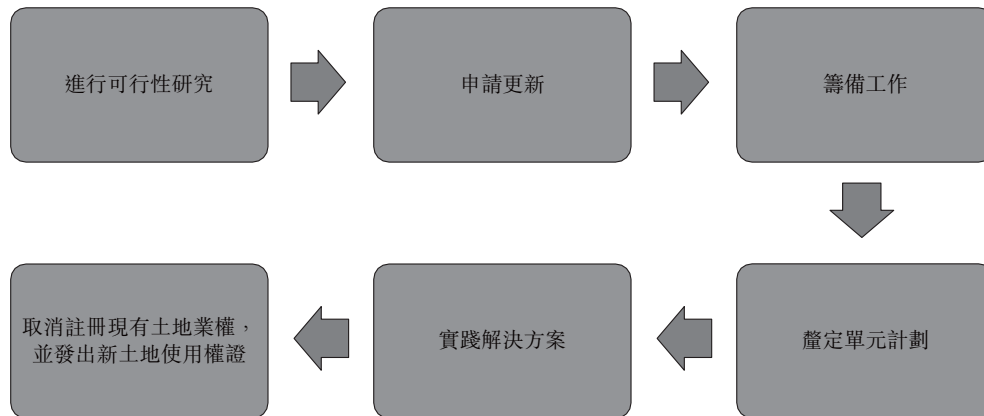 進行可行性研究
申請更新
籌備工作
釐定單元計劃
實踐解決方案
取消註冊現有土地業權，
並發出新土地使用權證